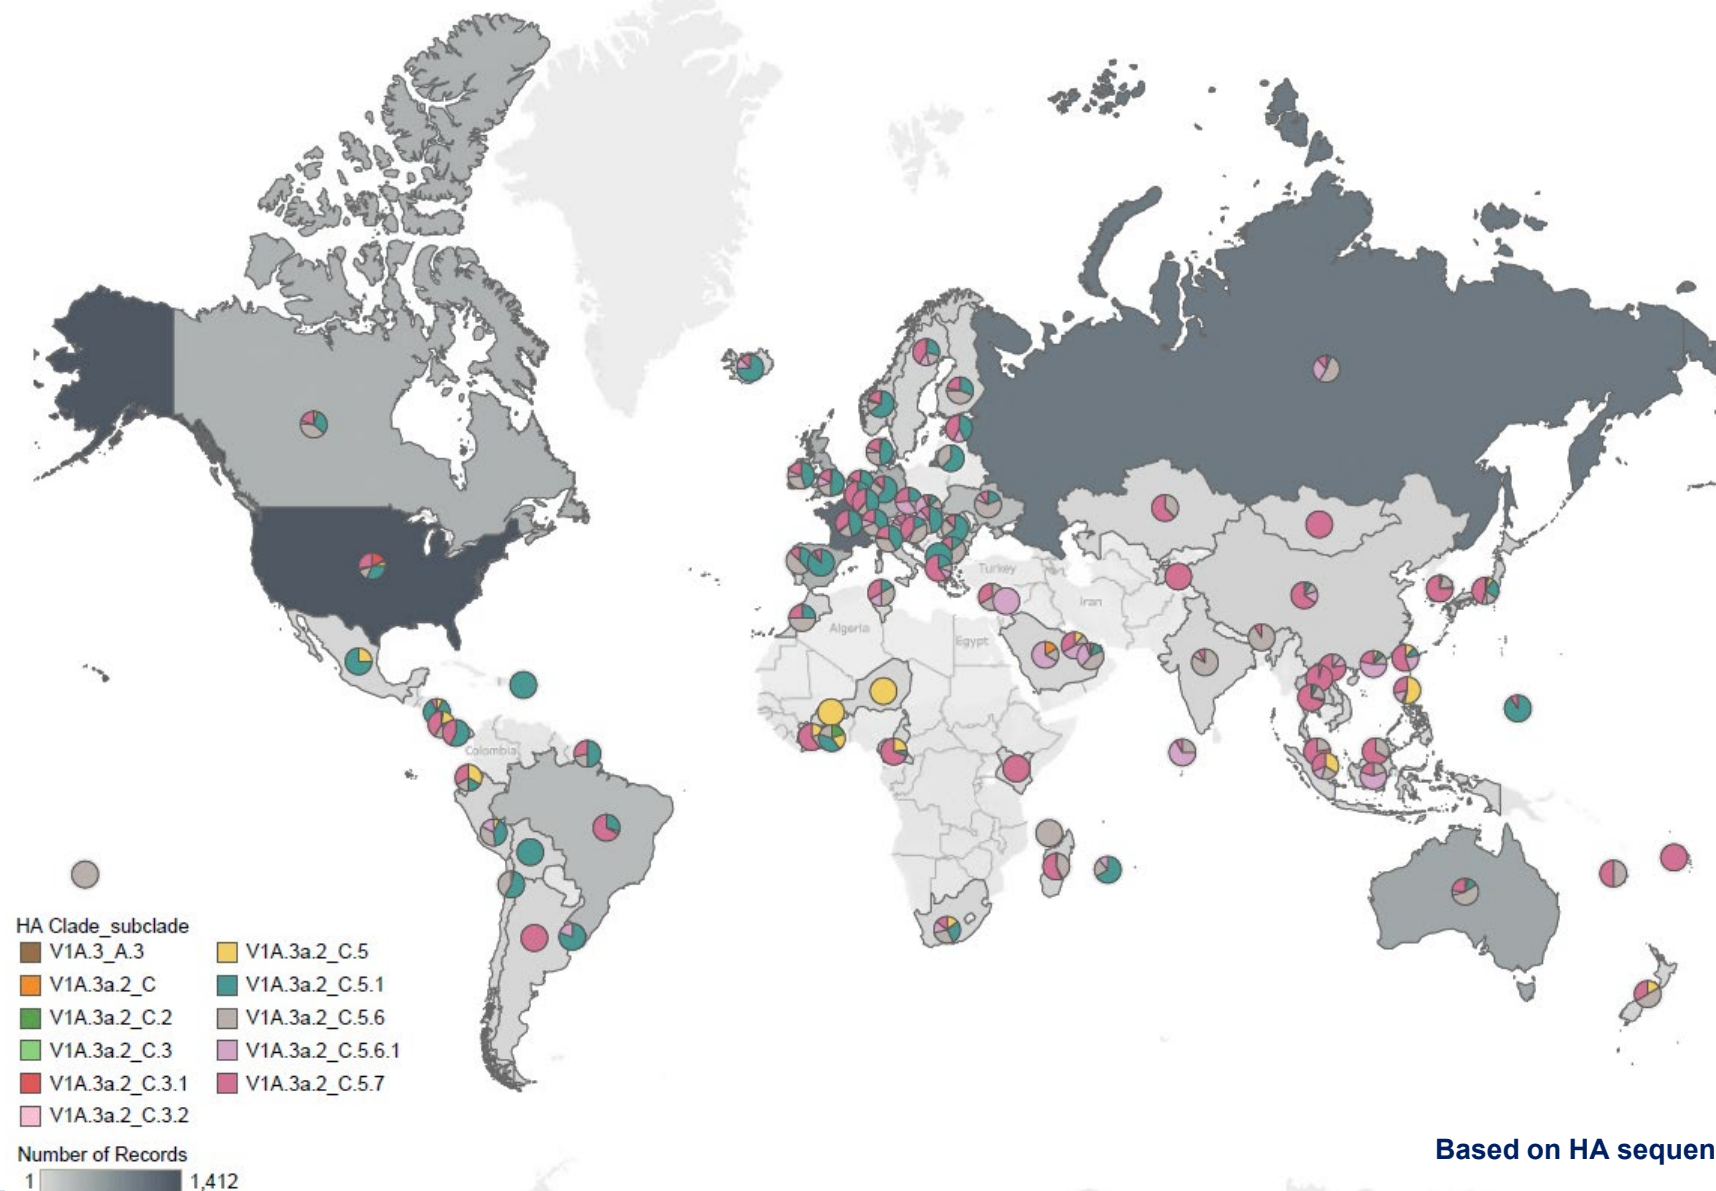 Turkey
Iran
Algeria
Egypt
Colombia
HA Clade_subclade
V1A.3_A.3
V1A.3a.2_C
V1A.3a.2_C.2
V1A.3a.2_C.3
V1A.3a.2_C.3.1
V1A.3a.2_C.3.2
V1A.3a.2_C.5
V1A.3a.2_C.5.1
V1A.3a.2_C.5.6
V1A.3a.2_C.5.6.1
V1A.3a.2_C.5.7
Number of Records
1 1,412
Based on HA sequen